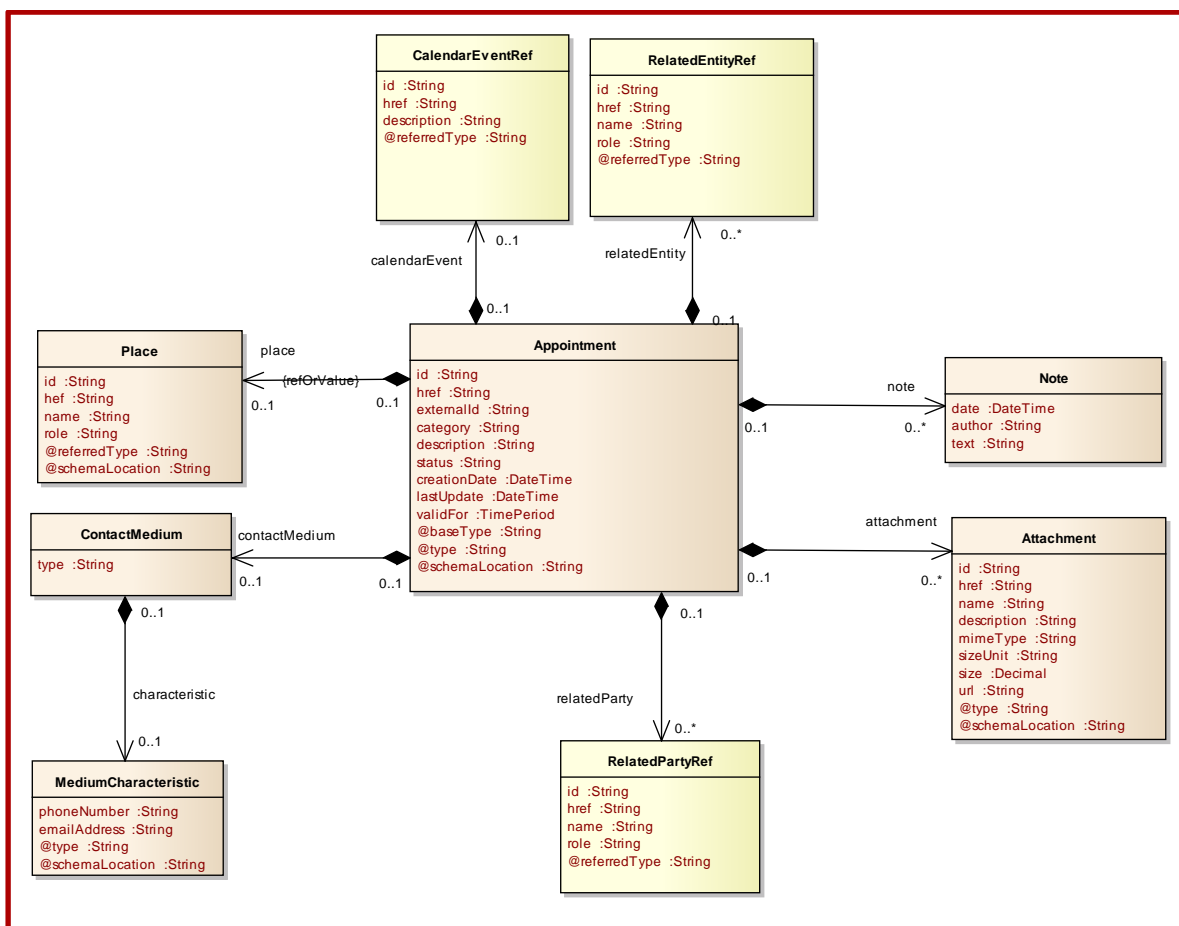 CalendarEventRef
id :String
href :String
description :String
@referredType :String
RelatedEntityRef
id :String
href :String
name :String
role :String
@referredType :String
0..1
calendarEvent
0..1
0..*
relatedEntity
0..1
Place
id :String
hef :String
name :String
role :String
@referredType :String
@schemaLocation :String
place
{refOrValue}
0..1
0..1
Appointment
id :String
href :String
externalId :String
category :String
description :String
status :String
creationDate :DateTime
lastUpdate :DateTime
validFor :TimePeriod
@baseType :String
@type :String
@schemaLocation :String
note
0..1
0..*
Note
date :DateTime
author :String
text :String
ContactMedium
type :String
contactMedium
0..1
0..1
attachment
0..1
0..*
Attachment
id :String
href :String
name :String
description :String
mimeType :String
sizeUnit :String
size :Decimal
url :String
@type :String
@schemaLocation :String
0..1
characteristic
0..1
0..1
relatedParty
0..*
MediumCharacteristic
phoneNumber :String
emailAddress :String
@type :String
@schemaLocation :String
RelatedPartyRef
id :String
href :String
name :String
role :String
@referredType :String